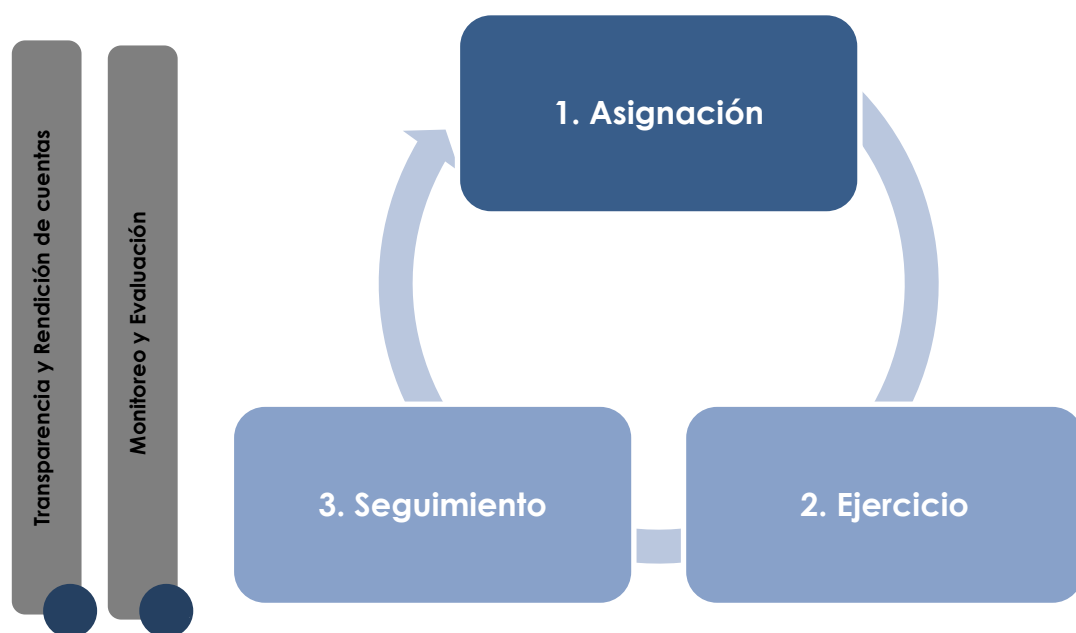 Transparencia y Rendición de cuentas
Monitoreo y Evaluación
1. Asignación
3. Seguimiento
2. Ejercicio